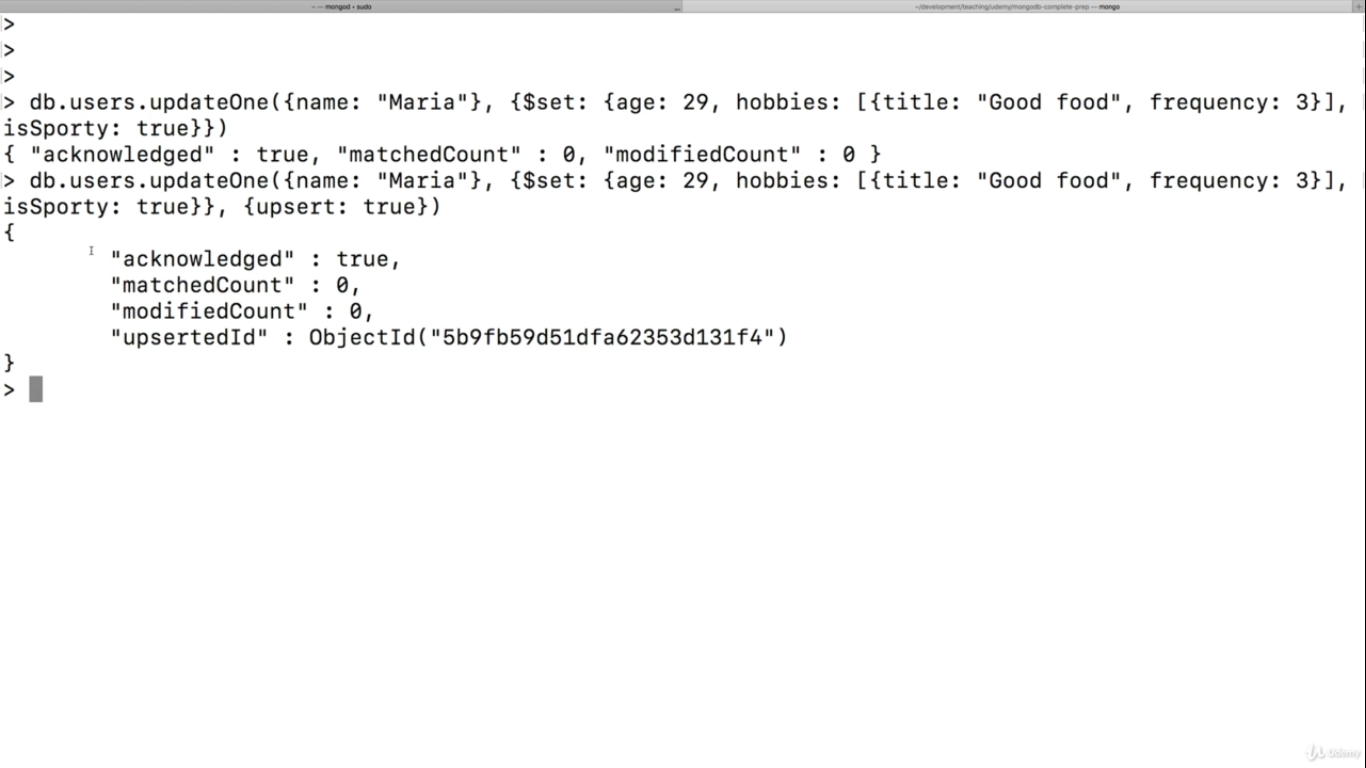 ~ — mongod • sudo
~/development/teaching/udemy/mongodb-complete-prep — mongo
>
>
>
> db.users.updateOne({name: "Maria"}, {$set: {age: 29, hobbies: [{title: "Good food", frequency: 3}],
isSporty: true}})
{ "acknowledged" : true, "matchedCount" : 0, "modifiedCount" : 0 }
> db.users.updateOne({name: "Maria"}, {$set: {age: 29, hobbies: [{title: "Good food", frequency: 3}],
isSporty: true}}, {upsert: true})
{
"acknowledged" : true,
"matchedCount" : 0,
"modifiedCount" : 0,
"upsertedId" : ObjectId("5b9fb59d51dfa62353d131f4")
}
>
Udemy